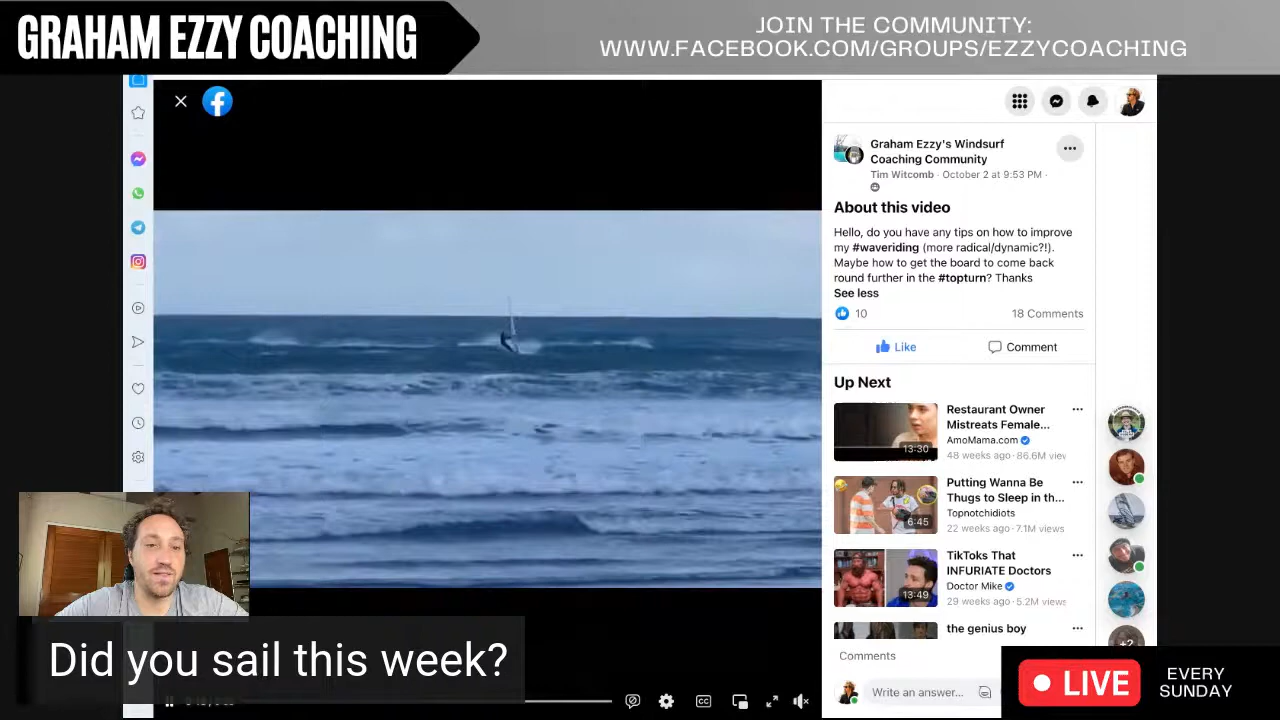 GRAHAM EZZY COACHING
JOIN THE COMMUNITY:
WWW.FACEBOOK.COM/GROUPS/EZZYCOACHING
Graham Ezzy's Windsurf
Coaching Community
Tim Witcomb · October 2 at 9:53 PM ·
About this video
Hello, do you have any tips on how to improve
my #waveriding (more radical/dynamic?!).
Maybe how to get the board to come back
round further in the #topturn? Thanks
See less
10
18 Comments
Like
Comment
Up Next
Restaurant Owner
Mistreats Female...
AmoMama.com
48 weeks ago · 86.6M view
13:30
Putting Wanna Be
Thugs to Sleep in th...
Topnotchidiots
22 weeks ago · 7.1M views
6:45
TikToks That
INFURIATE Doctors
Doctor Mike
29 weeks ago · 5.2M views
13:49
the genius boy
+2
Comments
Write an answer...
Did you sail this week?
LIVE
EVERY
SUNDAY